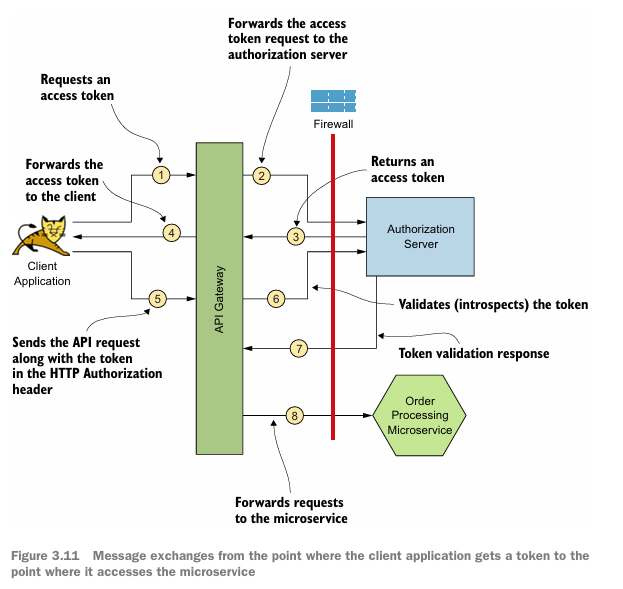 Forwards the access
token request to the
authorization server
Requests an
access token
Firewall
Forwards the
access token
to the client
Returns an
access token
1
2
3
4
Authorization
Server
Client
Application
API Gateway
5
6
Validates (introspects) the token
Sends the API request
along with the token
in the HTTP Authorization
header
7
Token validation response
8
Order
Processing
Microservice
Forwards requests
to the microservice
Figure 3.11 Message exchanges from the point where the client application gets a token to the
point where it accesses the microservice